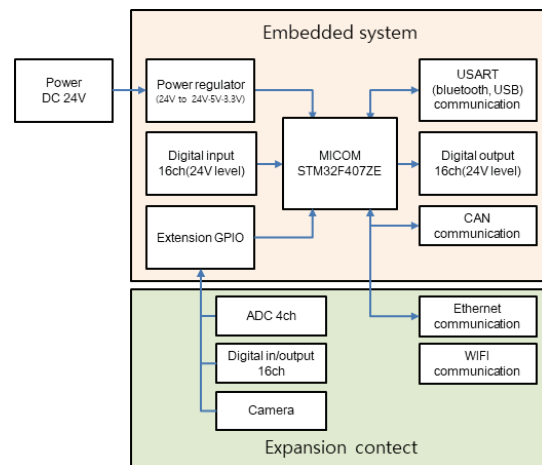 Embedded system
Power
DC 24V
Power regulator
(24V to 24V-5V-3.3V)
USART
(bluetooth, USB)
communication
Digital input
16ch(24V level)
MICOM
STM32F407ZE
Digital output
16ch(24V level)
Extension GPIO
CAN
communication
ADC 4ch
Ethernet
communication
Digital in/output
16ch
WIFI
communication
Camera
Expansion contect